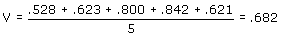 V = .528 + .623 + .800 + .842 + .621 = .682
5